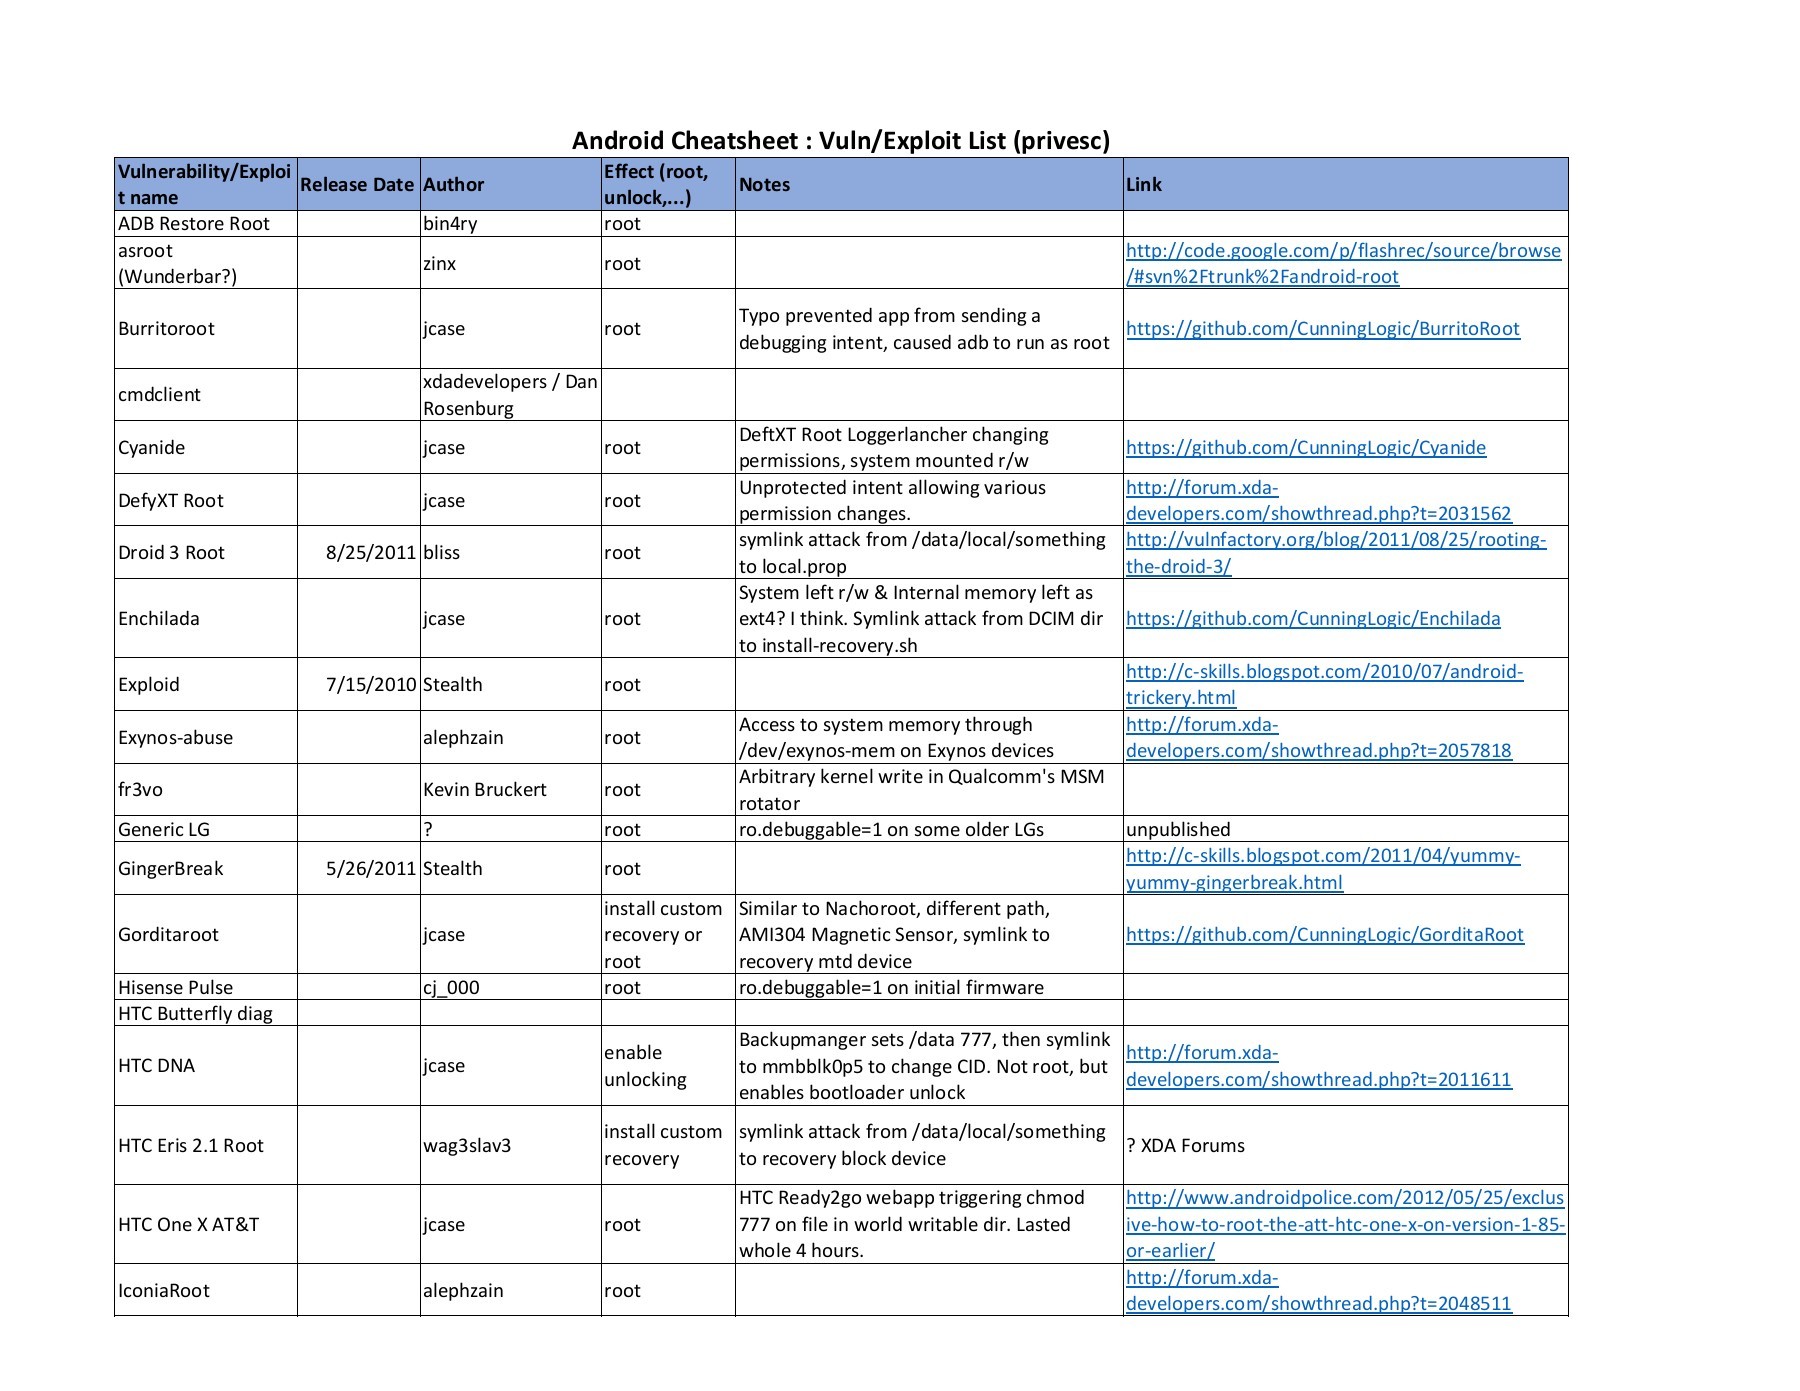 Android Cheatsheet : Vuln/Exploit List (privesc)
Vulnerability/Exploi
t name
Release Date
Author
Effect (root,
unlock,...)
Notes
Link
ADB Restore Root
bin4ry
root
asroot
(Wunderbar?)
zinx
root
http://code.google.com/p/flashrec/source/browse
/#svn%2Ftrunk%2Fandroid-root
Burritoroot
jcase
root
Typo prevented app from sending a
debugging intent, caused adb to run as root
https://github.com/CunningLogic/BurritoRoot
cmdclient
xdadevelopers / Dan
Rosenburg
Cyanide
jcase
root
DeftXT Root Loggerlancher changing
permissions, system mounted r/w
https://github.com/CunningLogic/Cyanide
DefyXT Root
jcase
root
Unprotected intent allowing various
permission changes.
http://forum.xda-
developers.com/showthread.php?t=2031562
Droid 3 Root
8/25/2011
bliss
root
symlink attack from /data/local/something
to local.prop
http://vulnfactory.org/blog/2011/08/25/rooting-
the-droid-3/
Enchilada
jcase
root
System left r/w & Internal memory left as
ext4? I think. Symlink attack from DCIM dir
to install-recovery.sh
https://github.com/CunningLogic/Enchilada
Exploid
7/15/2010
Stealth
root
http://c-skills.blogspot.com/2010/07/android-
trickery.html
Exynos-abuse
alephzain
root
Access to system memory through
/dev/exynos-mem on Exynos devices
http://forum.xda-
developers.com/showthread.php?t=2057818
fr3vo
Kevin Bruckert
root
Arbitrary kernel write in Qualcomm's MSM
rotator
Generic LG
?
root
ro.debuggable=1 on some older LGs
unpublished
GingerBreak
5/26/2011
Stealth
root
http://c-skills.blogspot.com/2011/04/yummy-
yummy-gingerbreak.html
Gorditaroot
jcase
install custom
recovery or
root
Similar to Nachoroot, different path,
AMI304 Magnetic Sensor, symlink to
recovery mtd device
https://github.com/CunningLogic/GorditaRoot
Hisense Pulse
cj_000
root
ro.debuggable=1 on initial firmware
HTC Butterfly diag
HTC DNA
jcase
enable
unlocking
Backupmanger sets /data 777, then symlink
to mmbblk0p5 to change CID. Not root, but
enables bootloader unlock
http://forum.xda-
developers.com/showthread.php?t=2011611
HTC Eris 2.1 Root
wag3slav3
install custom
recovery
symlink attack from /data/local/something
to recovery block device
? XDA Forums
HTC One X AT&T
jcase
root
HTC Ready2go webapp triggering chmod
777 on file in world writable dir. Lasted
whole 4 hours.
http://www.androidpolice.com/2012/05/25/exclus
ive-how-to-root-the-att-htc-one-x-on-version-1-85-
or-earlier/
IconiaRoot
alephzain
root
http://forum.xda-
developers.com/showthread.php?t=2048511